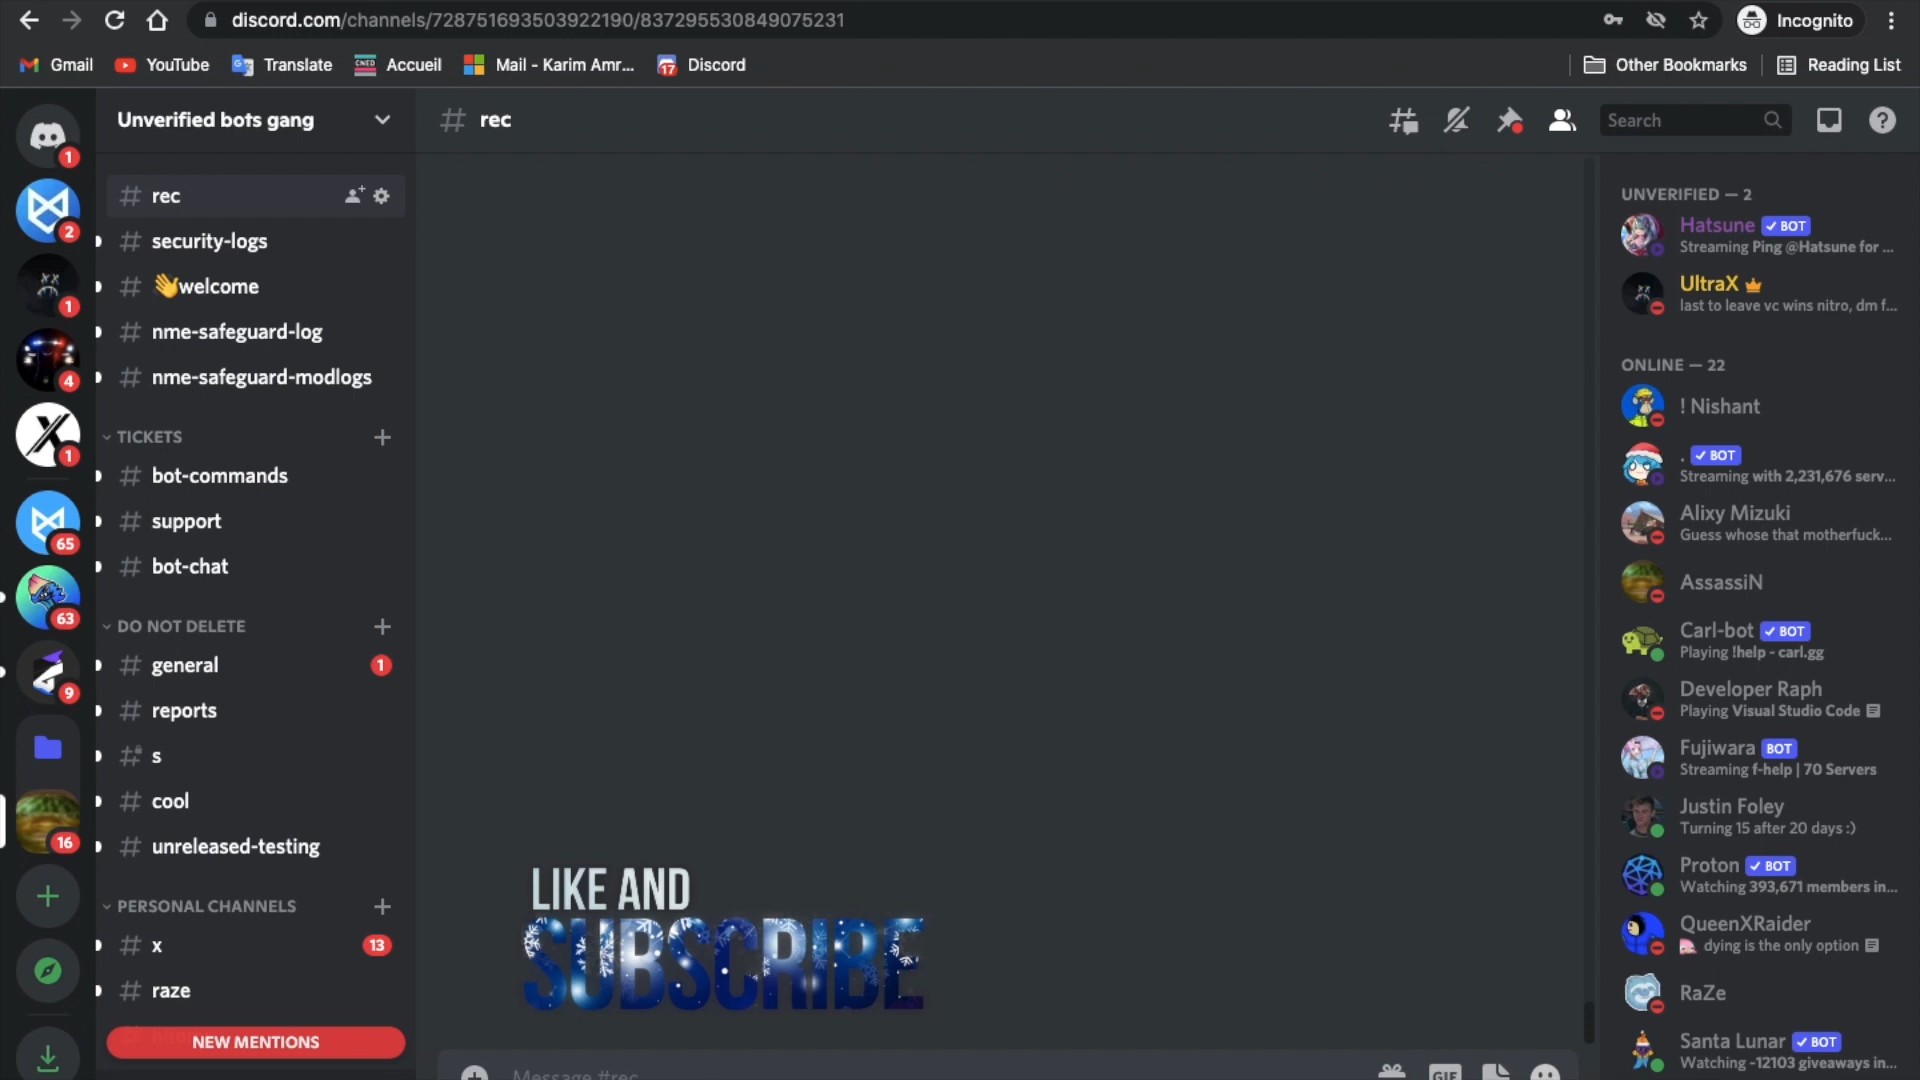 discord.com/channels/728751693503922190/837295530849075231
Incognito
Gmail
YouTube
Translate
CNED
Accueil
Mail - Karim Amr...
17
Discord
Other Bookmarks
Reading List
1
2
1
4
1
65
63
9
16
Unverified bots gang
rec
security-logs
👋welcome
nme-safeguard-log
nme-safeguard-modlogs
TICKETS
bot-commands
support
bot-chat
DO NOT DELETE
general 1
reports
s
cool
unreleased-testing
PERSONAL CHANNELS
x 13
raze
NEW MENTIONS
# rec
Search
LIKE AND
SUBSCRIBE
Message #rec
GIF
UNVERIFIED — 2
Hatsune ✓ BOT
Streaming Ping @Hatsune for ...
UltraX
last to leave vc wins nitro, dm f...
ONLINE — 22
! Nishant
. ✓ BOT
Streaming with 2,231,676 serv...
Alixy Mizuki
Guess whose that motherfuck...
AssassiN
Carl-bot ✓ BOT
Playing !help - carl.gg
Developer Raph
Playing Visual Studio Code
Fujiwara BOT
Streaming f-help | 70 Servers
Justin Foley
Turning 15 after 20 days :)
Proton ✓ BOT
Watching 393,671 members in...
QueenXRaider
dying is the only option
RaZe
Santa Lunar ✓ BOT
Watching -12103 giveaways in...